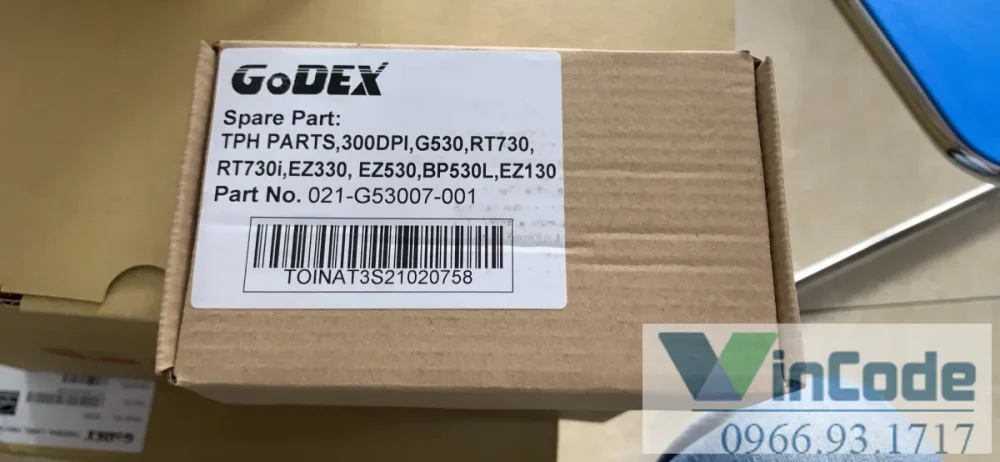 GoDEX
Spare Part:
TPH PARTS,300DPI,G530,RT730,
RT730i,EZ330, EZ530,BP530L,EZ130
Part No. 021-G53007-001
TOINAT3S21020758
GoDEX
VinCode
0966.93.1717